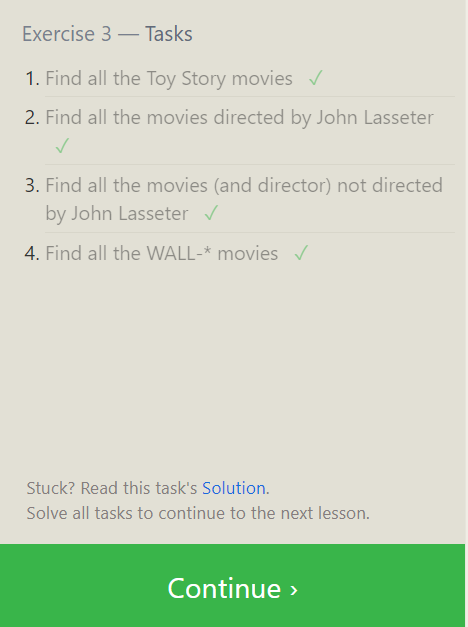 Exercise 3 — Tasks
1. Find all the Toy Story movies ✓
2. Find all the movies directed by John Lasseter
✓
3. Find all the movies (and director) not directed
by John Lasseter ✓
4. Find all the WALL-* movies ✓
Stuck? Read this task's Solution.
Solve all tasks to continue to the next lesson.
Continue ›